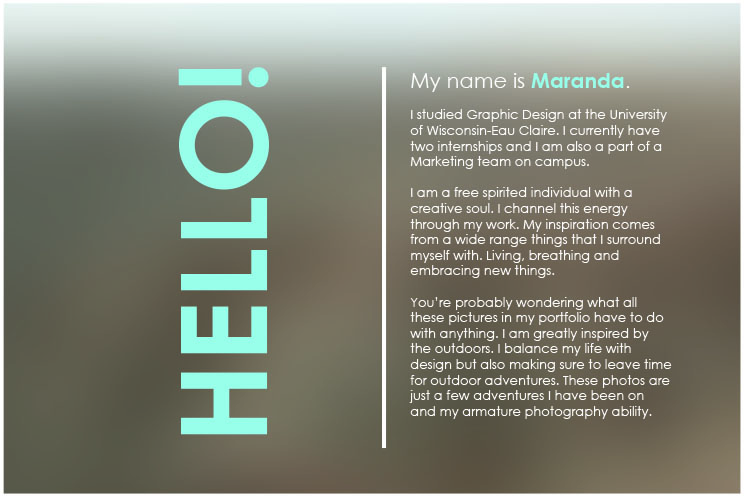 HELLO!
My name is Maranda.
I studied Graphic Design at the University
of Wisconsin-Eau Claire. I currently have
two internships and I am also a part of a
Marketing team on campus.
I am a free spirited individual with a
creative soul. I channel this energy
through my work. My inspiration comes
from a wide range things that I surround
myself with. Living, breathing and
embracing new things.
You're probably wondering what all
these pictures in my portfolio have to do
with anything. I am greatly inspired by
the outdoors. I balance my life with
design but also making sure to leave time
for outdoor adventures. These photos are
just a few adventures I have been on
and my armature photography ability.